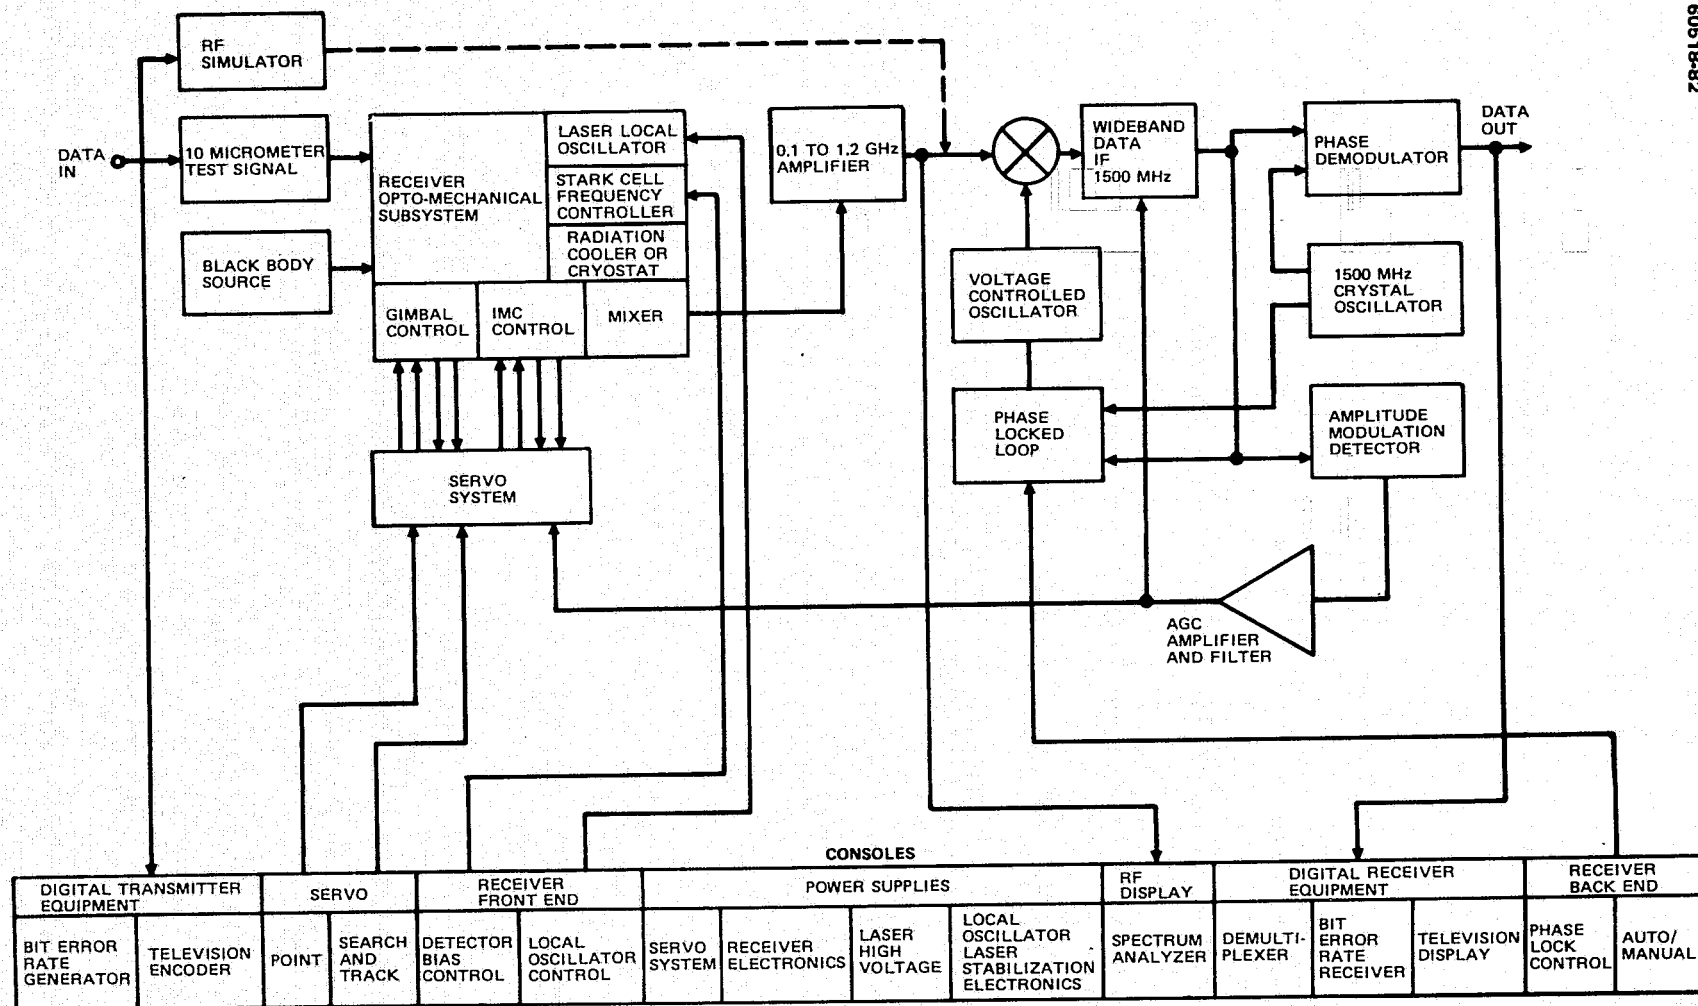 60618-82
RF
SIMULATOR
DATA
IN
10 MICROMETER
TEST SIGNAL
BLACK BODY
SOURCE
RECEIVER
OPTO-MECHANICAL
SUBSYSTEM
LASER LOCAL
OSCILLATOR
STARK CELL
FREQUENCY
CONTROLLER
RADIATION
COOLER OR
CRYOSTAT
GIMBAL
CONTROL
IMC
CONTROL
MIXER
SERVO
SYSTEM
0.1 TO 1.2 GHz
AMPLIFIER
WIDEBAND
DATA
IF
1500 MHz
PHASE
DEMODULATOR
DATA
OUT
VOLTAGE
CONTROLLED
OSCILLATOR
1500 MHz
CRYSTAL
OSCILLATOR
PHASE
LOCKED
LOOP
AMPLITUDE
MODULATION
DETECTOR
AGC
AMPLIFIER
AND FILTER
CONSOLES
DIGITAL TRANSMITTER
EQUIPMENT
SERVO
RECEIVER
FRONT END
POWER SUPPLIES
RF
DISPLAY
DIGITAL RECEIVER
EQUIPMENT
RECEIVER
BACK END
BIT ERROR
RATE
GENERATOR
TELEVISION
ENCODER
POINT
SEARCH
AND
TRACK
DETECTOR
BIAS
CONTROL
LOCAL
OSCILLATOR
CONTROL
SERVO
SYSTEM
RECEIVER
ELECTRONICS
LASER
HIGH
VOLTAGE
LOCAL
OSCILLATOR
LASER
STABILIZATION
ELECTRONICS
SPECTRUM
ANALYZER
DEMULTI-
PLEXER
BIT
ERROR
RATE
RECEIVER
TELEVISION
DISPLAY
PHASE
LOCK
CONTROL
AUTO/
MANUAL